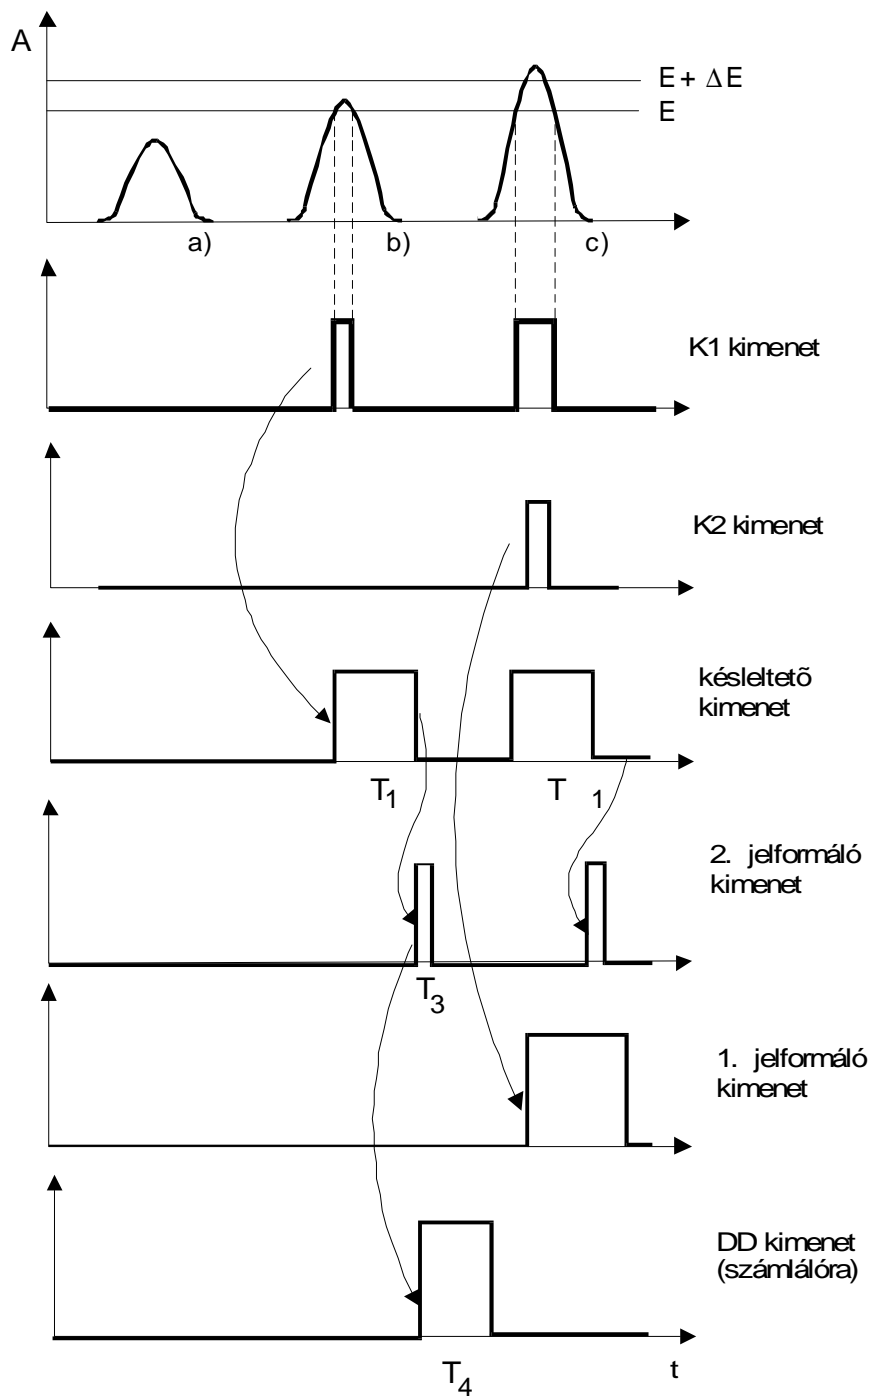 A
E + ΔE
E
a)
b)
c)
K1 kimenet
K2 kimenet
késleltetõ
kimenet
T1
T 1
2. jelformáló
kimenet
T3
1. jelformáló
kimenet
DD kimenet
(számlálóra)
T4
t